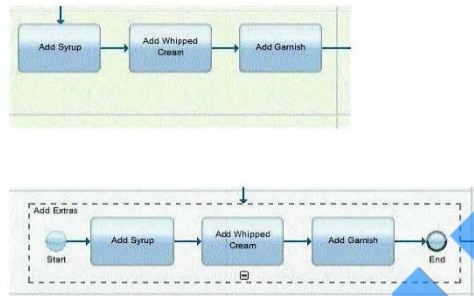 Add Syrup
Add Whipped
Cream
Add Garnish
Add Extras
Start
Add Syrup
Add Whipped
Cream
Add Garnish
End